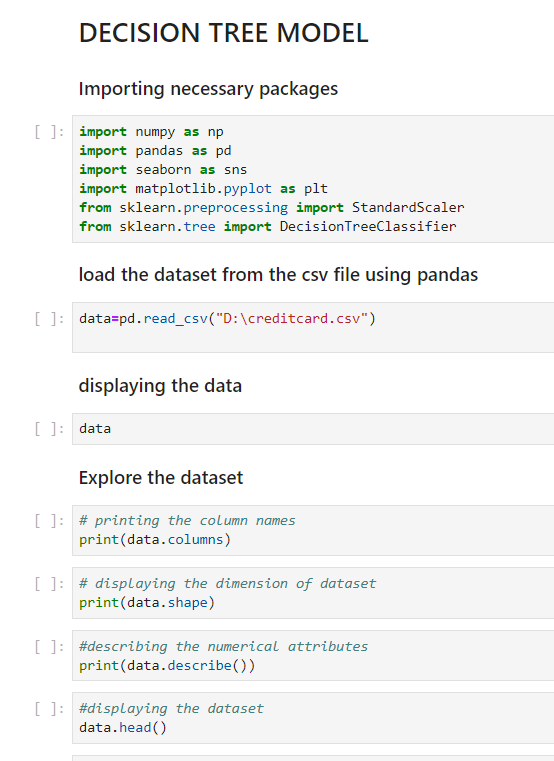 DECISION TREE MODEL
Importing necessary packages
[ ]: import numpy as np
import pandas as pd
import seaborn as sns
import matplotlib.pyplot as plt
from sklearn.preprocessing import StandardScaler
from sklearn.tree import DecisionTreeClassifier
load the dataset from the csv file using pandas
[ ]: data=pd.read_csv("D:\creditcard.csv")
displaying the data
[ ]: data
Explore the dataset
[ ]: # printing the column names
print(data.columns)
[ ]: # displaying the dimension of dataset
print(data.shape)
[ ]: #describing the numerical attributes
print(data.describe())
[ ]: #displaying the dataset
data.head()